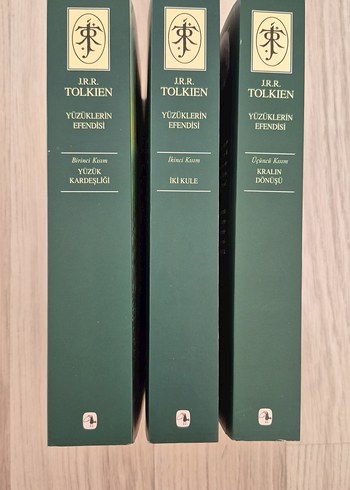 J.R.R.
TOLKIEN
YÜZÜKLERİN
EFENDİSİ
Birinci Kısım
YÜZÜK
KARDEŞLİĞİ
J.R.R.
TOLKIEN
YÜZÜKLERİN
EFENDİSİ
İkinci Kısım
İKİ KULE
J.R.R.
TOLKIEN
YÜZÜKLERİN
EFENDİSİ
Üçüncü Kısım
KRALIN
DÖNÜŞÜ